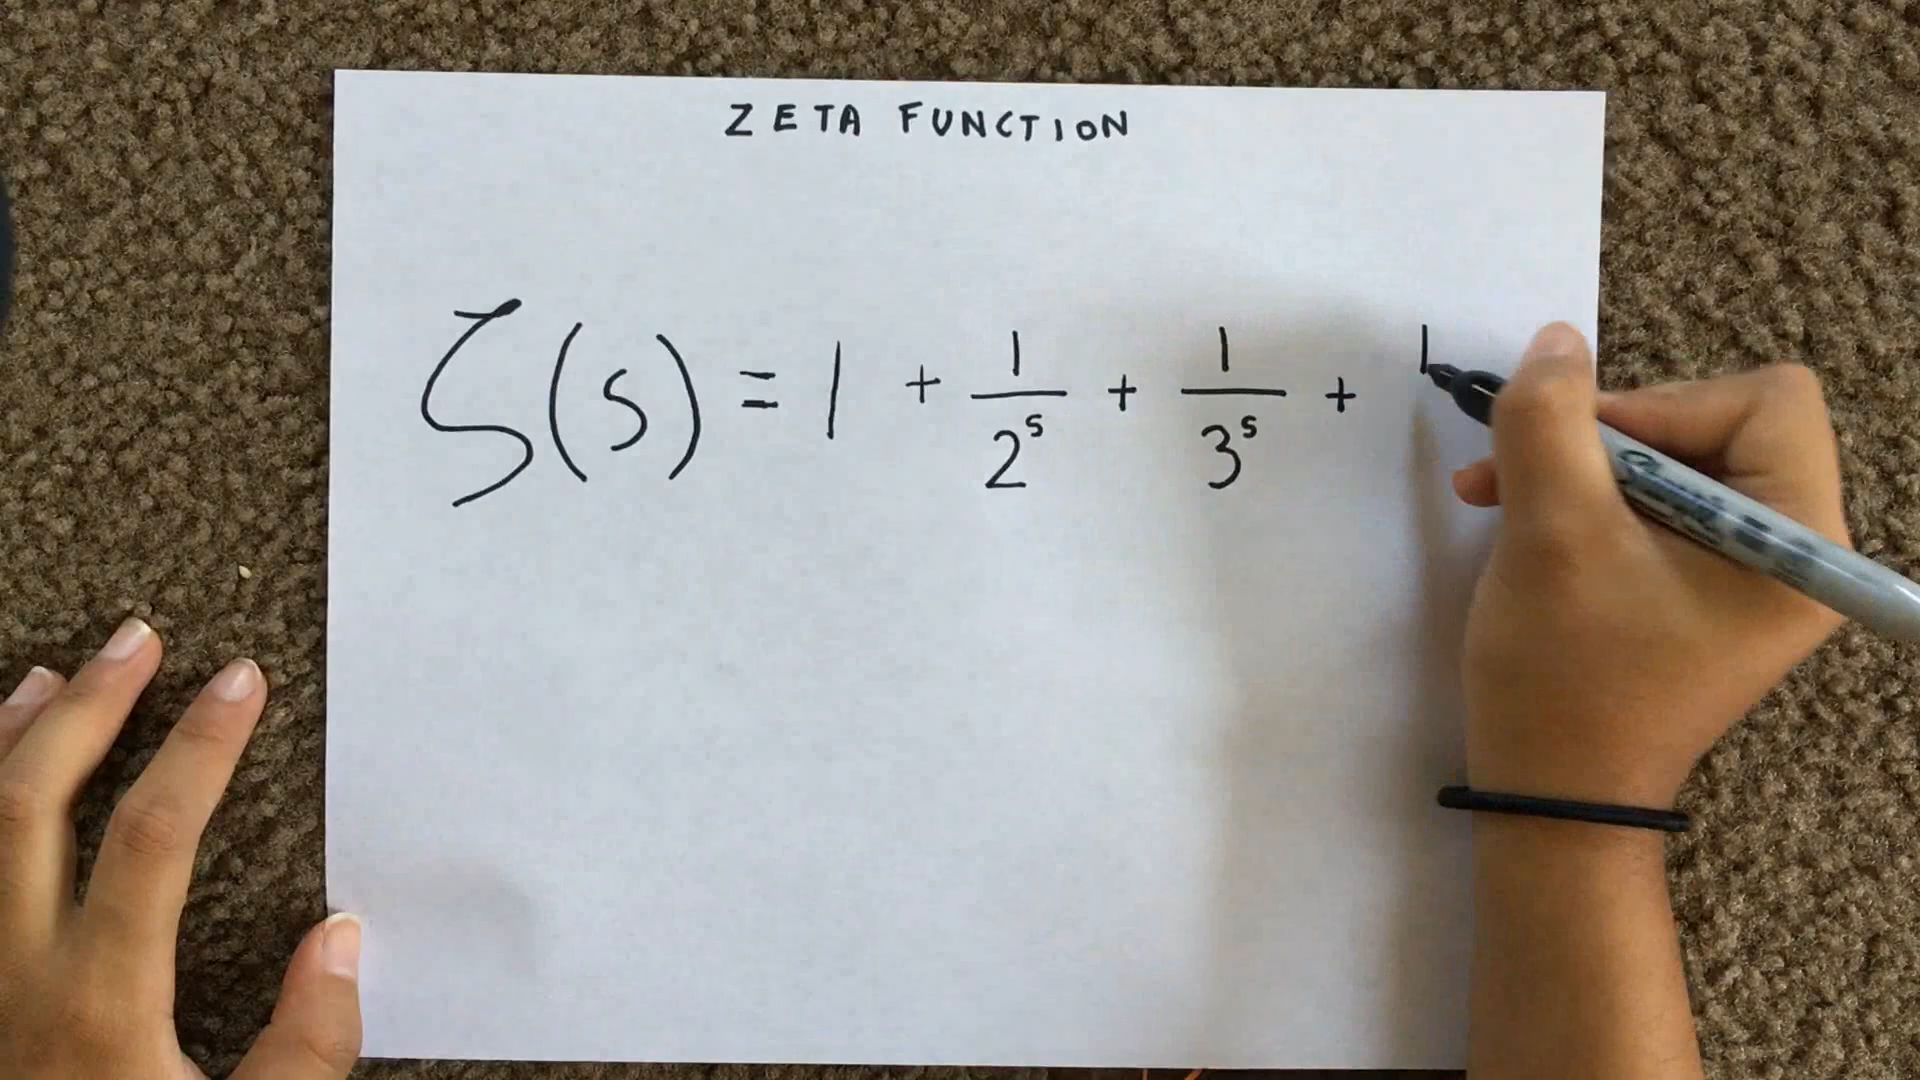 ZETA FUNCTION
ζ(s) = 1 + 1/2^s + 1/3^s + 1